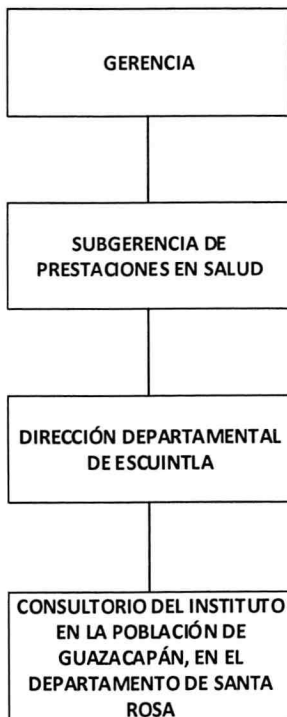 GERENCIA
SUBGERENCIA DE
PRESTACIONES EN SALUD
DIRECCIÓN DEPARTAMENTAL
DE ESCUINTLA
CONSULTORIO DEL INSTITUTO
EN LA POBLACIÓN DE
GUAZACAPÁN, EN EL
DEPARTAMENTO DE SANTA
ROSA